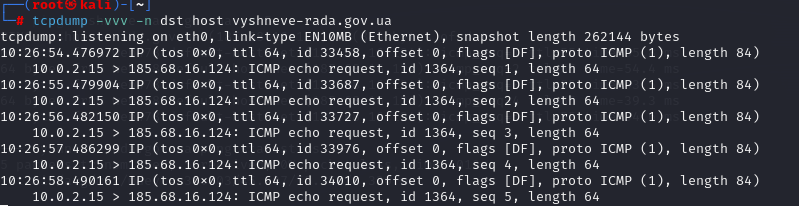 (root㉿kali)-[~]
# tcpdump -vvv -n dst host vyshneve-rada.gov.ua
tcpdump: listening on eth0, link-type EN10MB (Ethernet), snapshot length 262144 bytes
10:26:54.476972 IP (tos 0×0, ttl 64, id 33458, offset 0, flags [DF], proto ICMP (1), length 84)
    10.0.2.15 > 185.68.16.124: ICMP echo request, id 1364, seq 1, length 64
10:26:55.479904 IP (tos 0×0, ttl 64, id 33687, offset 0, flags [DF], proto ICMP (1), length 84)
    10.0.2.15 > 185.68.16.124: ICMP echo request, id 1364, seq 2, length 64
10:26:56.482150 IP (tos 0×0, ttl 64, id 33727, offset 0, flags [DF], proto ICMP (1), length 84)
    10.0.2.15 > 185.68.16.124: ICMP echo request, id 1364, seq 3, length 64
10:26:57.486299 IP (tos 0×0, ttl 64, id 33976, offset 0, flags [DF], proto ICMP (1), length 84)
    10.0.2.15 > 185.68.16.124: ICMP echo request, id 1364, seq 4, length 64
10:26:58.490161 IP (tos 0×0, ttl 64, id 34010, offset 0, flags [DF], proto ICMP (1), length 84)
    10.0.2.15 > 185.68.16.124: ICMP echo request, id 1364, seq 5, length 64